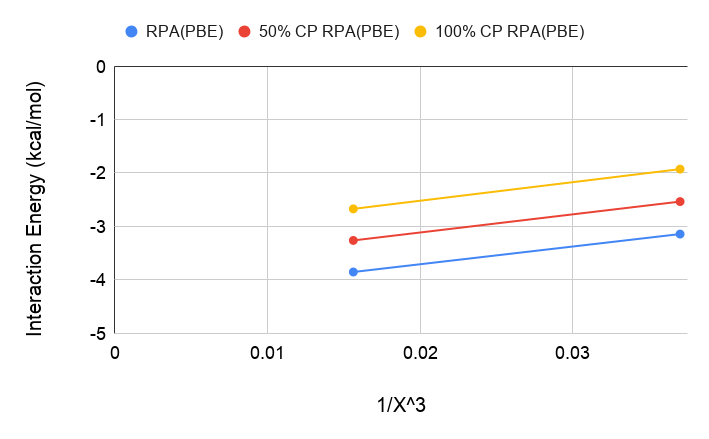 RPA(PBE) 50% CP RPA(PBE) 100% CP RPA(PBE)
Interaction Energy (kcal/mol)
0
-1
-2
-3
-4
-5
0 0.01 0.02 0.03
1/X^3